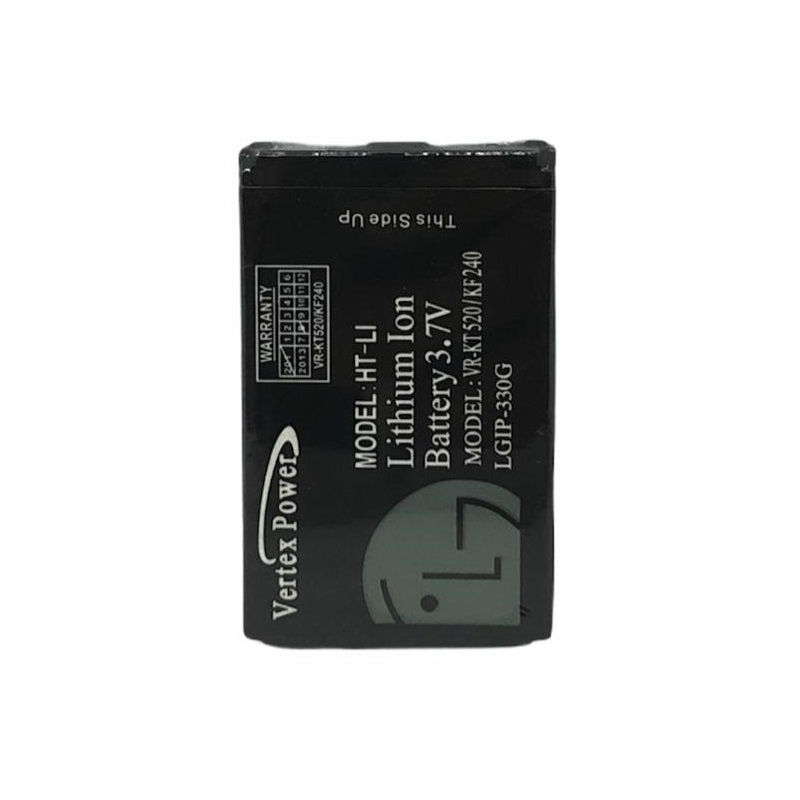 This Side Up
WARRANTY
201 1 2 3 4 5 6
2013 7 8 9 10 11 12
VR-KT520/KF240
MODEL:HT-LI
Lithium Ion
Battery 3.7V
MODEL:VR-KT520/KF240
LGIP-330G
Vertex Power